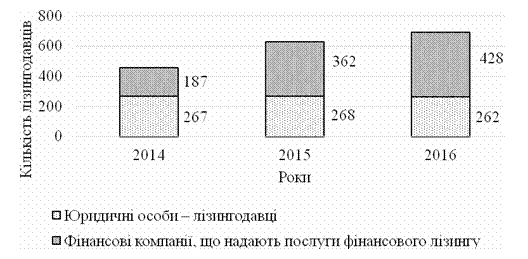 Кількість лізингодавців
800
600
400
200
0
187
267
362
268
428
262
2014 2015 2016
Роки
Юридичні особи – лізингодавці
Фінансові компанії, що надають послуги фінансового лізингу